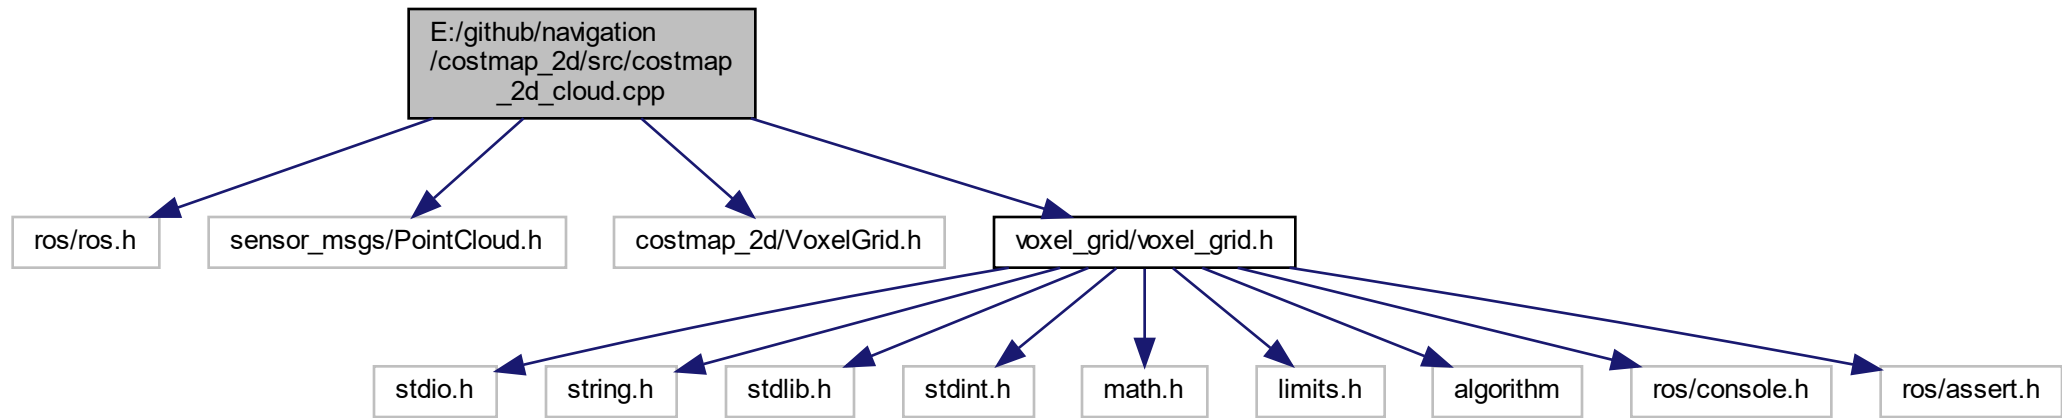 E:/github/navigation
/costmap_2d/src/costmap
_2d_cloud.cpp
ros/ros.h
sensor_msgs/PointCloud.h
costmap_2d/VoxelGrid.h
voxel_grid/voxel_grid.h
stdio.h
string.h
stdlib.h
stdint.h
math.h
limits.h
algorithm
ros/console.h
ros/assert.h